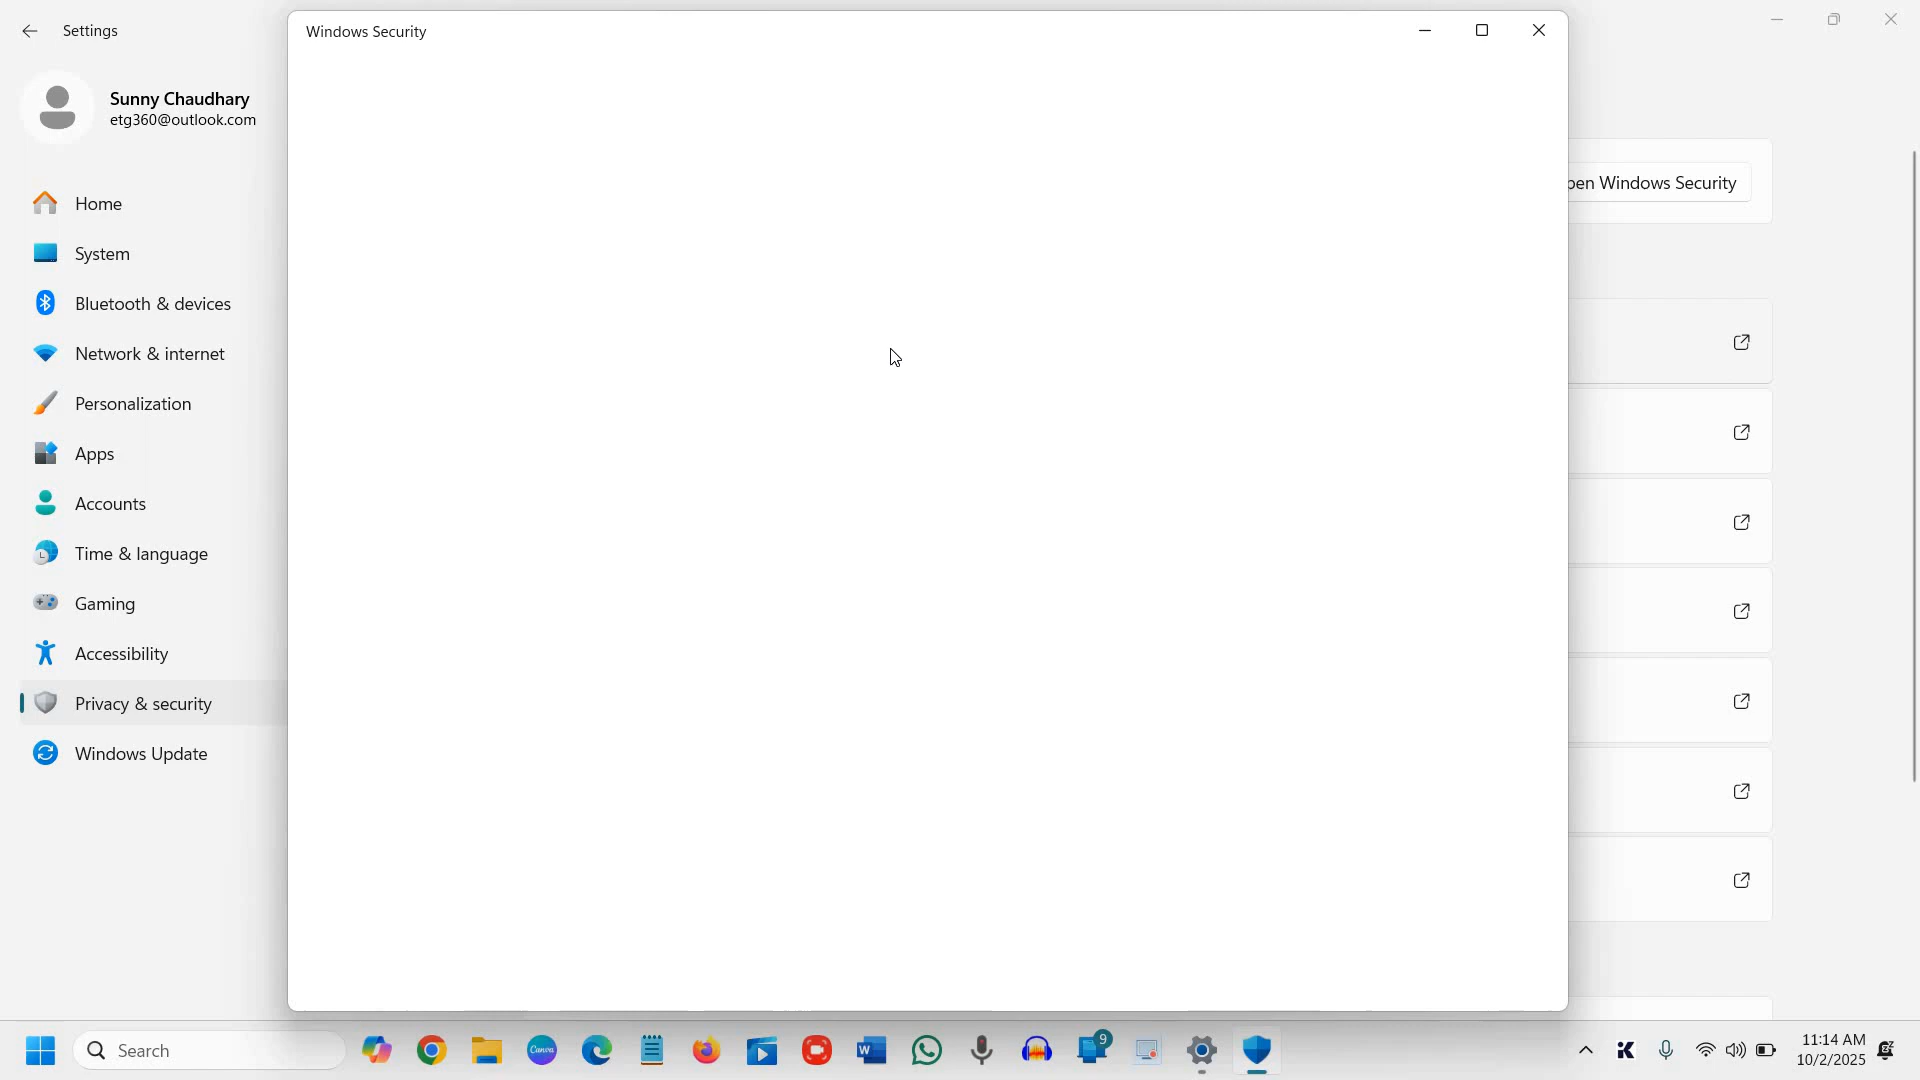 Settings
Windows Security
Sunny Chaudhary
etg360@outlook.com
Home
System
Bluetooth & devices
Network & internet
Personalization
Apps
Accounts
Time & language
Gaming
Accessibility
Privacy & security
Windows Update
pen Windows Security
Search
Canva
9
11:14 AM
10/2/2025